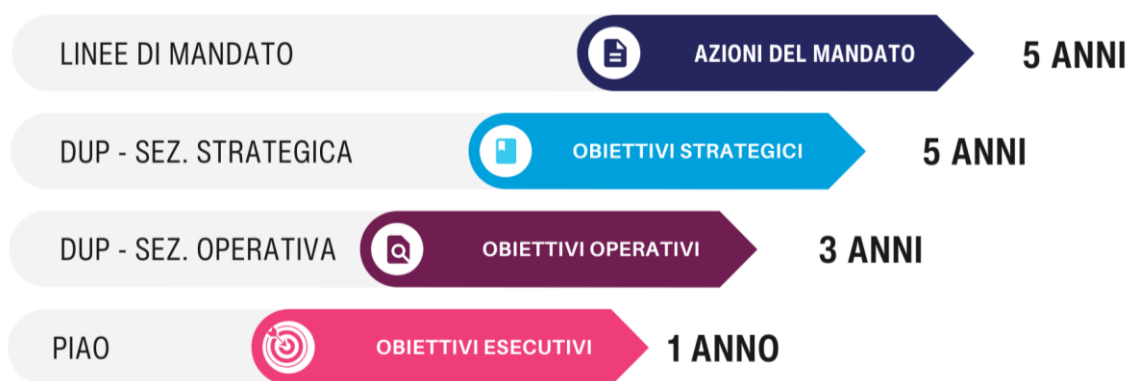 LINEE DI MANDATO AZIONI DEL MANDATO 5 ANNI
DUP - SEZ. STRATEGICA OBIETTIVI STRATEGICI 5 ANNI
DUP - SEZ. OPERATIVA OBIETTIVI OPERATIVI 3 ANNI
PIAO OBIETTIVI ESECUTIVI 1 ANNO